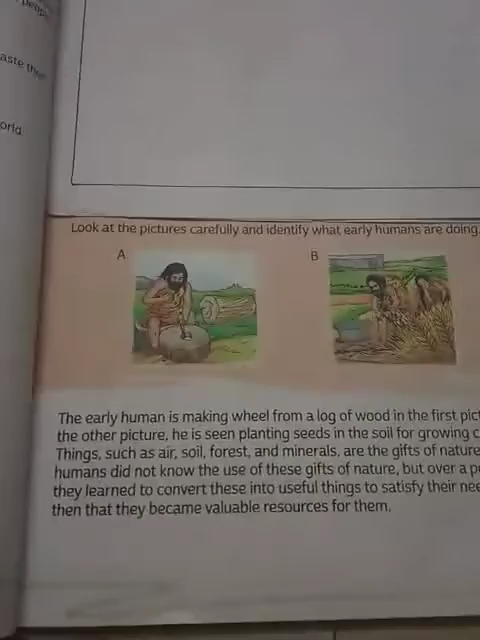 people
aste the
orld.
Look at the pictures carefully and identify what early humans are doing.
A
B
The early human is making wheel from a log of wood in the first pic
the other picture, he is seen planting seeds in the soil for growing c
Things, such as air, soil, forest, and minerals, are the gifts of nature
humans did not know the use of these gifts of nature, but over a p
they learned to convert these into useful things to satisfy their nee
then that they became valuable resources for them.